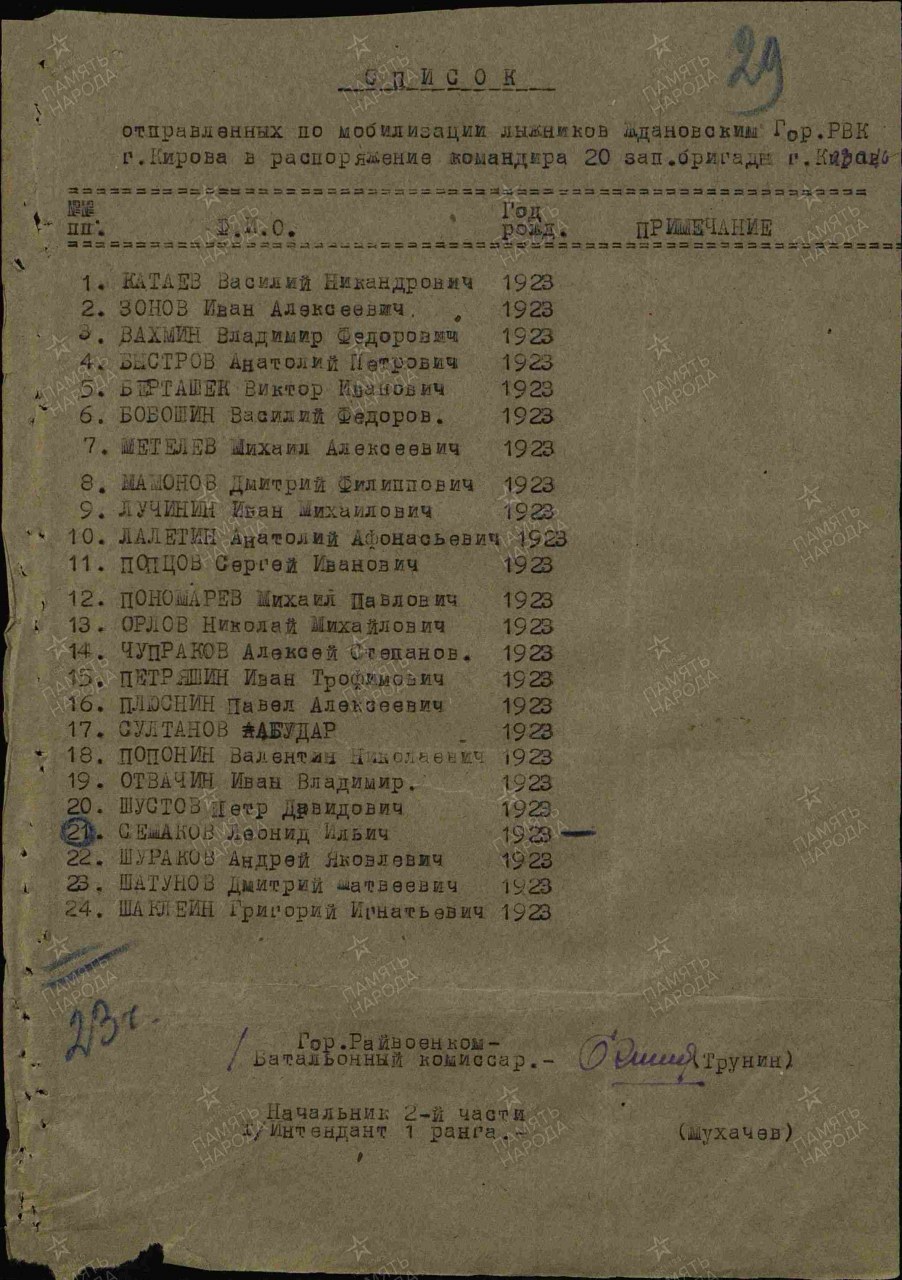 29
СПИСОК
отправленных по мобилизации лыжников Ждановским Гор.РВК
г.Кирова в распоряжение командира 20 зап.бригады г.Киров
№№ пп. Ф.И.О. Год рожд. ПРИМЕЧАНИЕ
1. КАТАЕВ Василий Никандрович 1923
2. ЗОНОВ Иван Алексеевич. 1923
3. ВАХМИН Владимир Федорович 1923
4. БЫСТРОВ Анатолий Петрович 1923
5. БЕРТАШЕК Виктор Иванович 1923
6. БОБОШИН Василий Федоров. 1923
7. ШЕТЕЛЕВ Михаил Алексеевич 1923
8. МАМОНОВ Дмитрий Филиппович 1923
9. ЛУЧИНИН Иван Михаилович 1923
10. ЛАЛЕТИН Анатолий Афонасьевич 1923
11. ПОПЦОВ Сергей Иванович 1923
12. ПОНОМАРЕВ Михаил Павлович 1923
13. ОРЛОВ Николай Михайлович 1923
14. ЧУПРАКОВ Алексей Степанов. 1923
15. ПЕТРЯШИН Иван Трофимович 1923
16. ПЛЮСНИН Павел Алексеевич 1923
17. СУЛТАНОВ АБУДАР 1923
18. ПОПОНИН Валентин Николаевич 1923
19. ОТВАЧИН Иван Владимир. 1923
20. ШУСТОВ Петр Давидович 1923
21. СЕМАКОВ Леонид Ильич 1923 —
22. ШУРАКОВ Андрей Яковлевич 1923
23. ШАТУНОВ Дмитрий Матвеевич 1923
24. ШАКЛЕИН Григорий Игнатьевич 1923
23г.
Гор.Райвоенком-
/ Батальонный комиссар.- (Трунин)
Начальник 2-й части
Т/Интендант 1 ранга.- (Мухачев)
ПАМЯТЬ НАРОДА